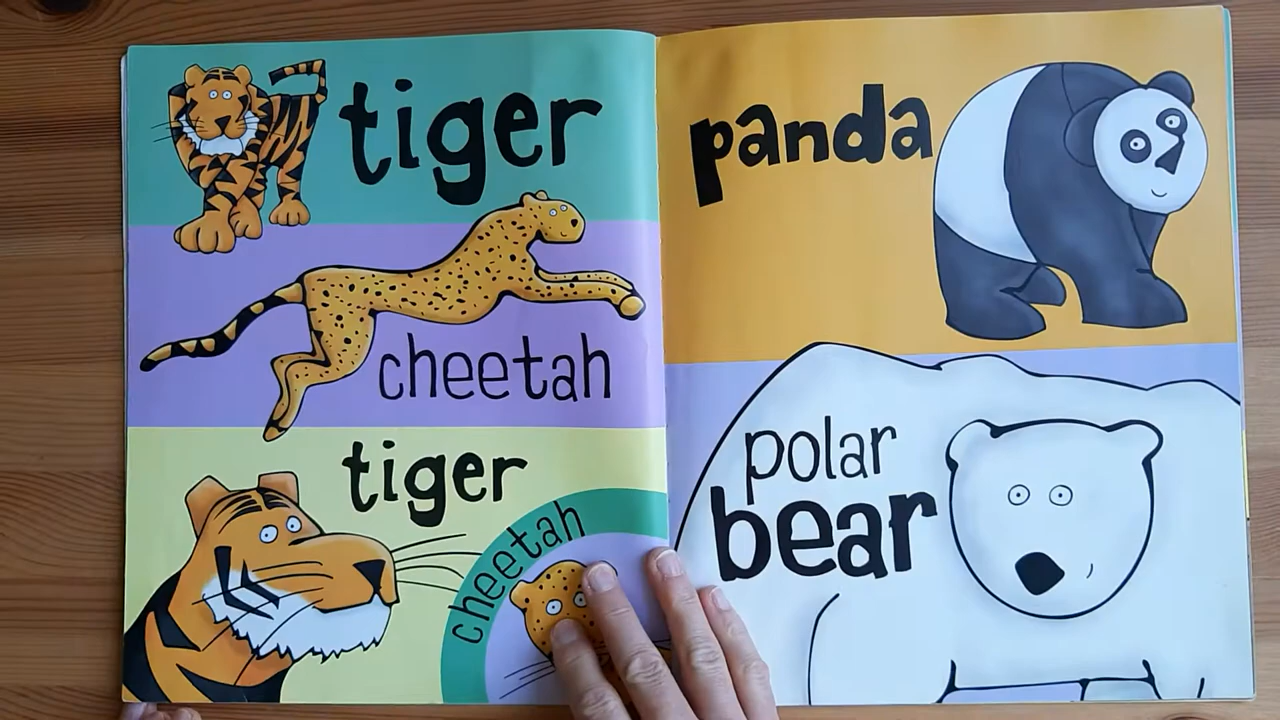 tiger
cheetah
tiger
cheetah
panda
polar
bear